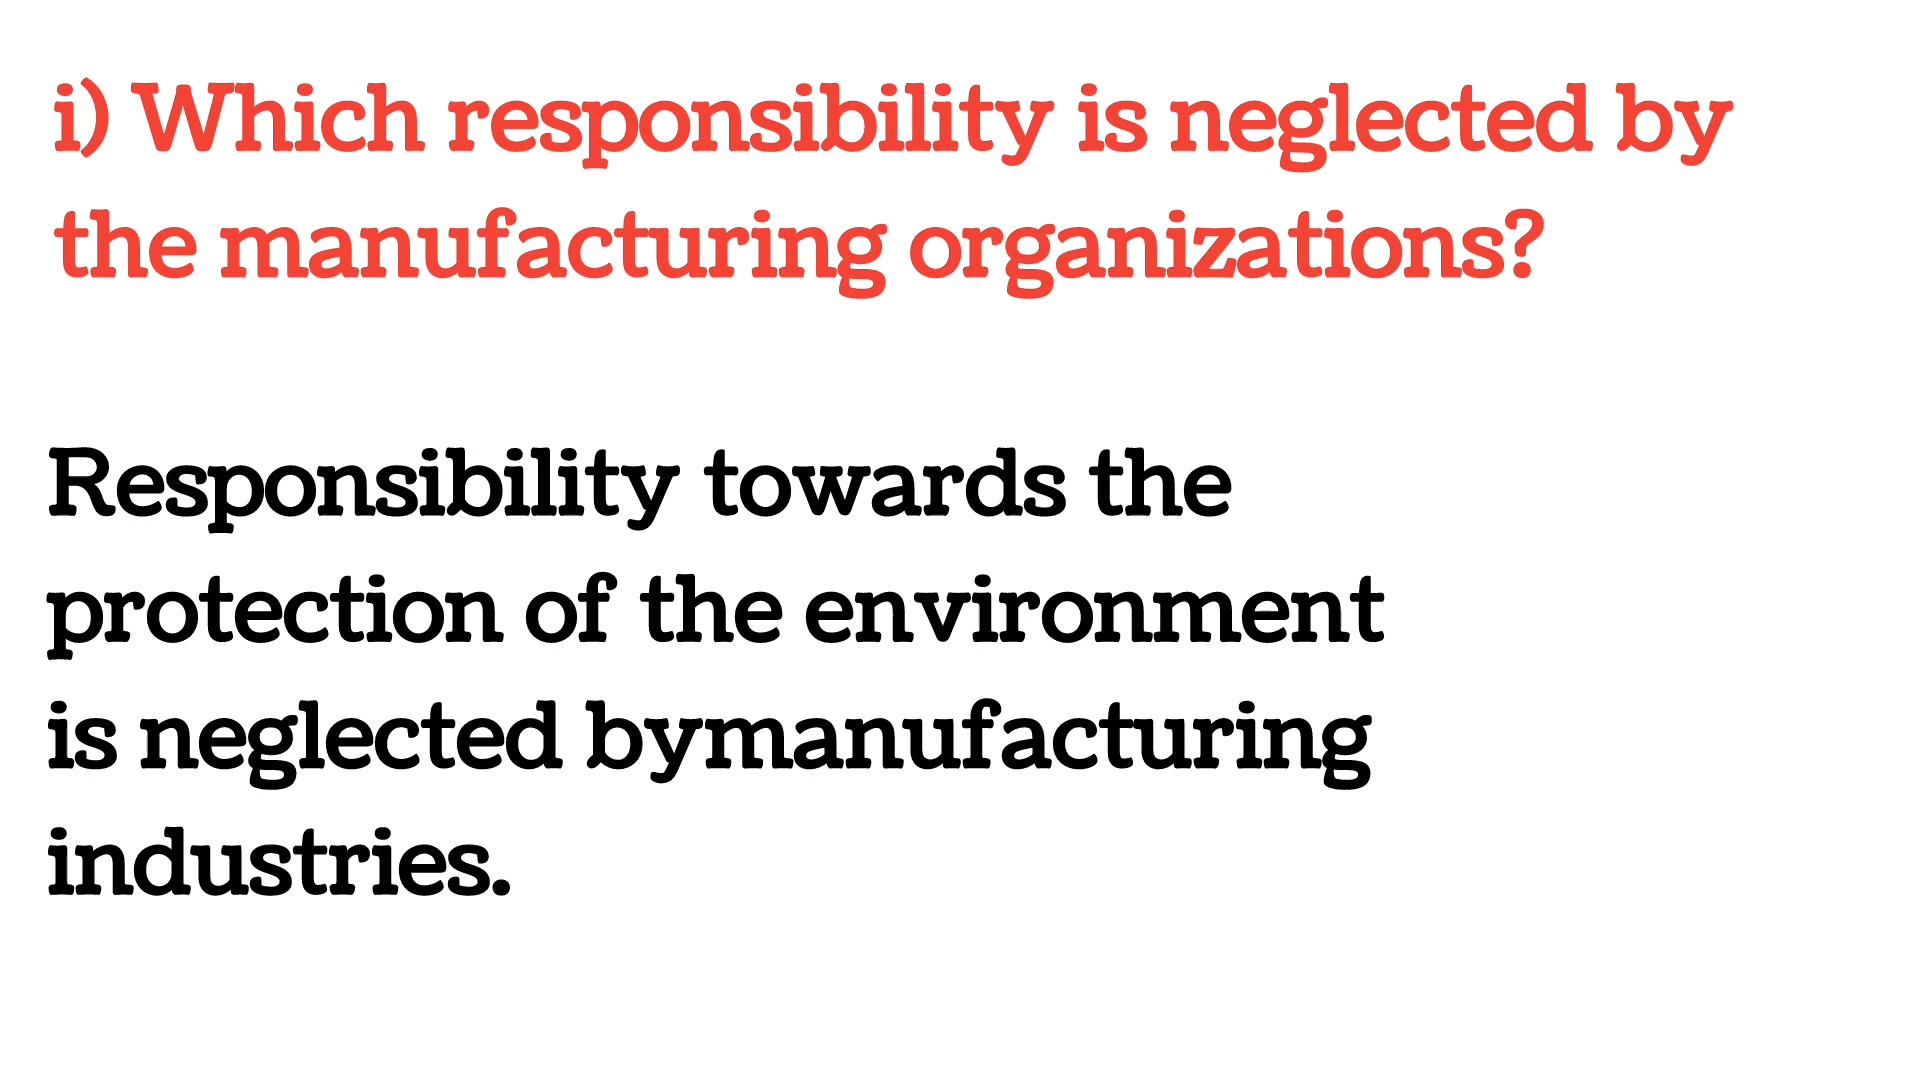 i) Which responsibility is neglected by
the manufacturing organizations?
Responsibility towards the
protection of the environment
is neglected bymanufacturing
industries.